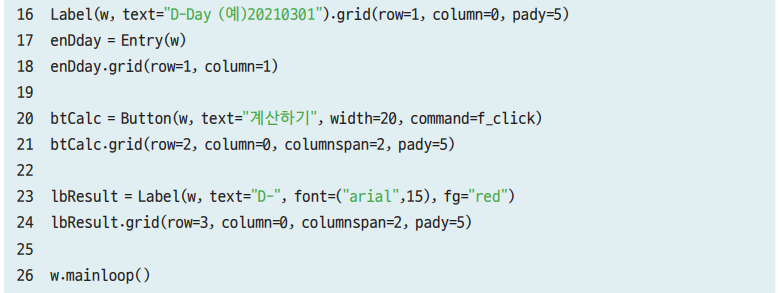 16 Label(w, text="D-Day (예)20210301").grid(row=1, column=0, pady=5)
17 enDday = Entry(w)
18 enDday.grid(row=1, column=1)
19
20 btCalc = Button(w, text="계산하기", width=20, command=f_click)
21 btCalc.grid(row=2, column=0, columnspan=2, pady=5)
22
23 lbResult = Label(w, text="D-", font=("arial",15), fg="red")
24 lbResult.grid(row=3, column=0, columnspan=2, pady=5)
25
26 w.mainloop()